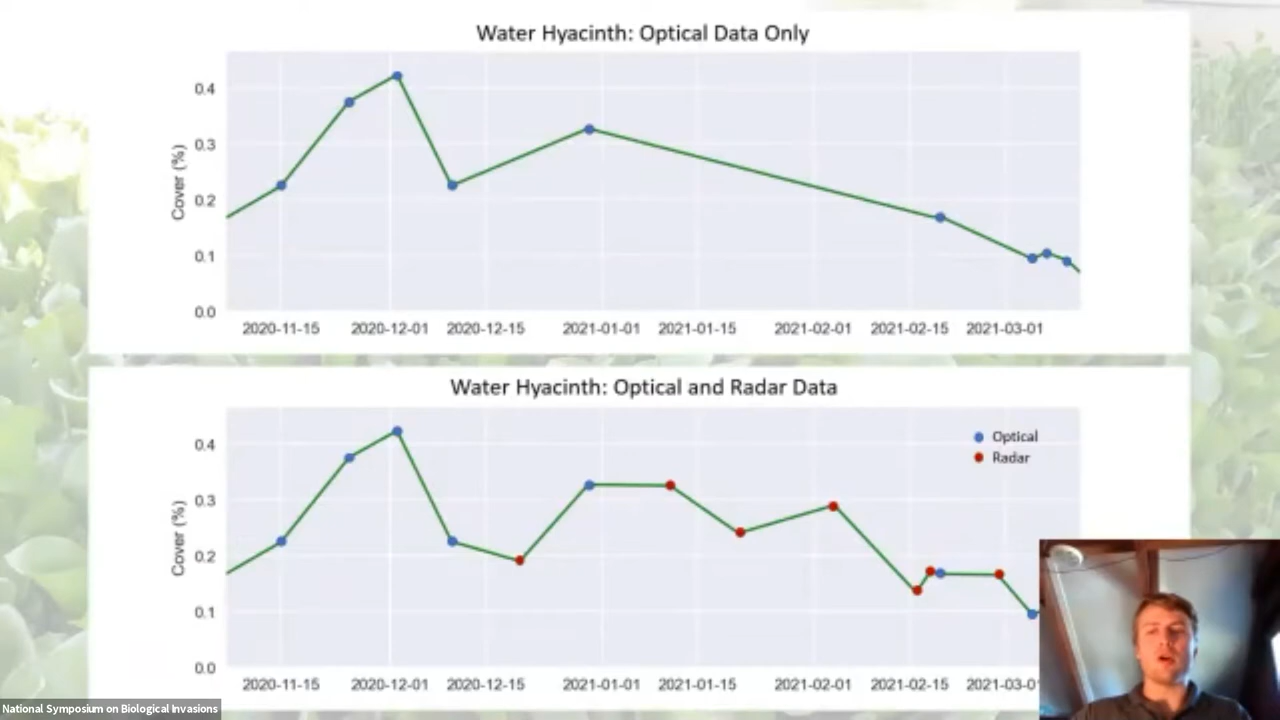 Water Hyacinth: Optical Data Only
0.4
0.3
0.2
0.1
0.0
Cover (%)
2020-11-15 2020-12-01 2020-12-15 2021-01-01 2021-01-15 2021-02-01 2021-02-15 2021-03-01
Water Hyacinth: Optical and Radar Data
Optical
Radar
0.4
0.3
0.2
0.1
0.0
Cover (%)
2020-11-15 2020-12-01 2020-12-15 2021-01-01 2021-01-15 2021-02-01 2021-02-15 2021-03-0
National Symposium on Biological Invasions